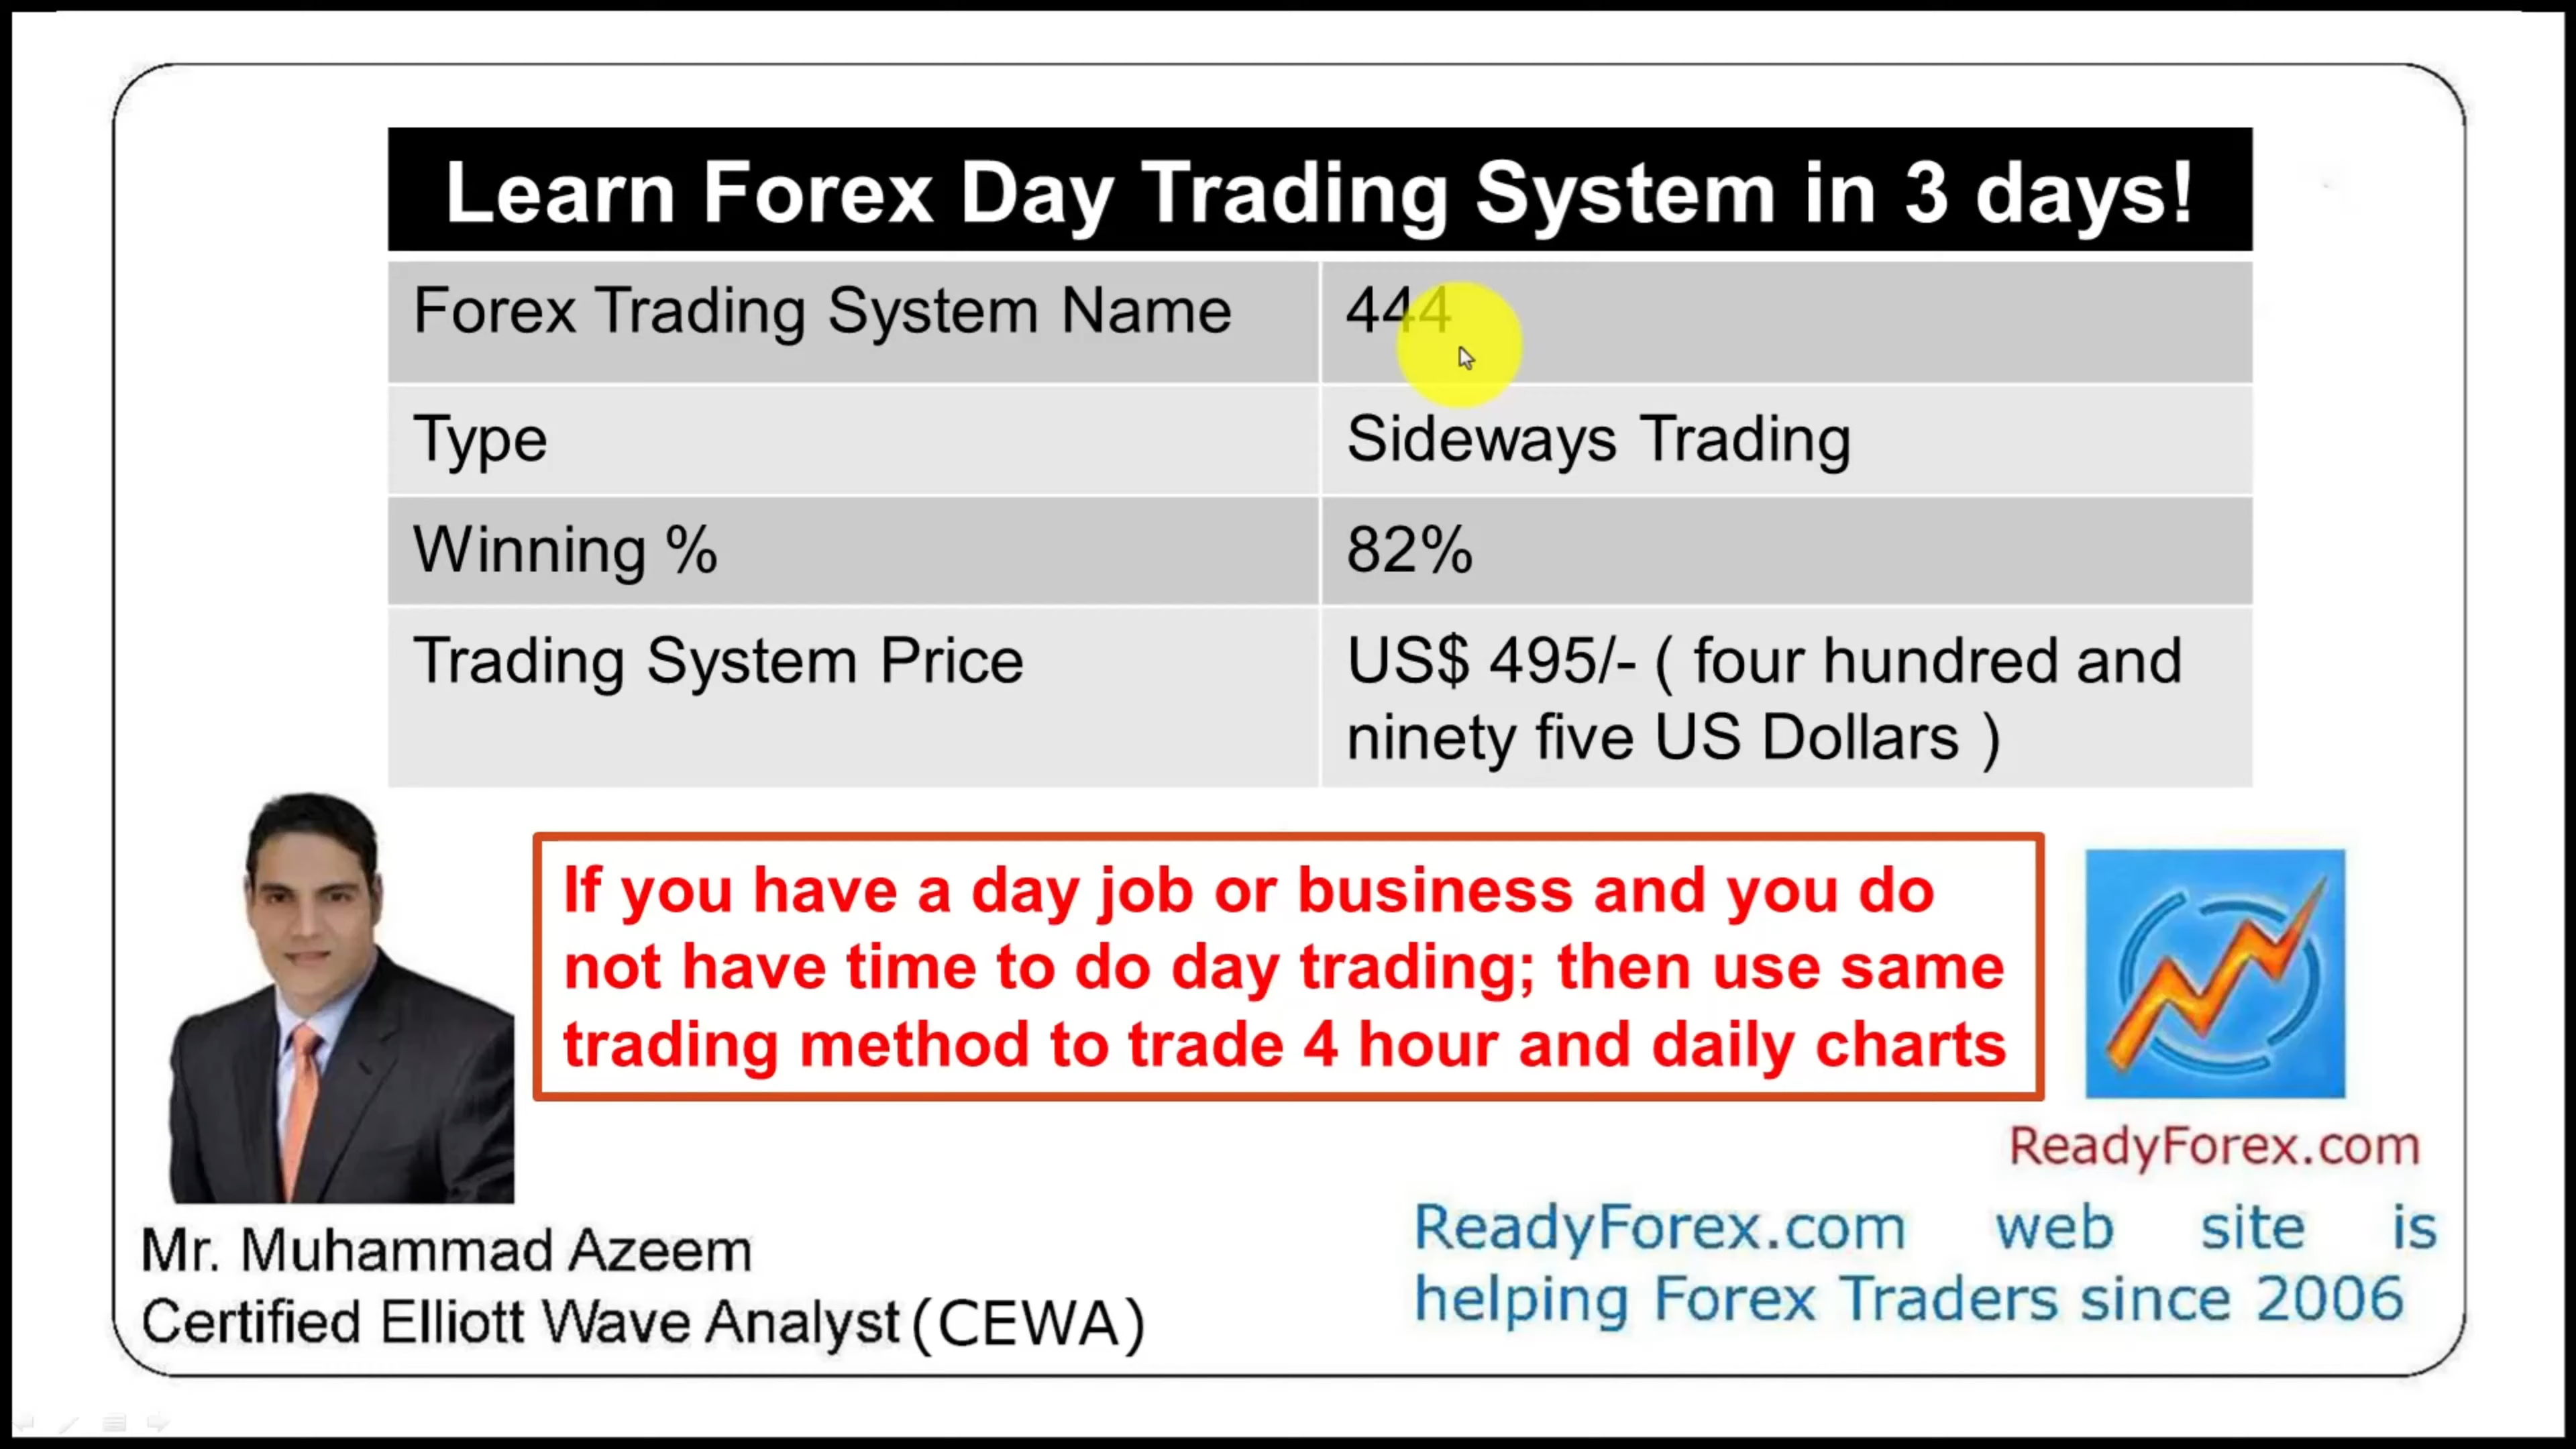 Learn Forex Day Trading System in 3 days!
Forex Trading System Name
444
Type
Sideways Trading
Winning %
82%
Trading System Price
US$ 495/- ( four hundred and
ninety five US Dollars )
If you have a day job or business and you do
not have time to do day trading; then use same
trading method to trade 4 hour and daily charts
ReadyForex.com
Mr. Muhammad Azeem
Certified Elliott Wave Analyst (CEWA)
ReadyForex.com web site is
helping Forex Traders since 2006